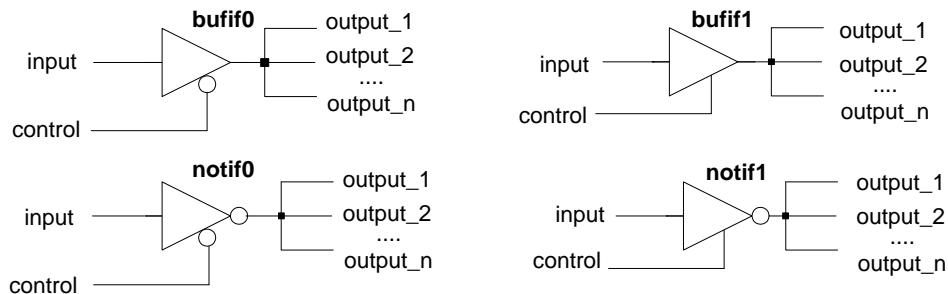 bufif0
input
control
output_1
output_2
....
output_n
bufif1
input
control
output_1
output_2
....
output_n
notif0
input
control
output_1
output_2
....
output_n
notif1
input
control
output_1
output_2
....
output_n